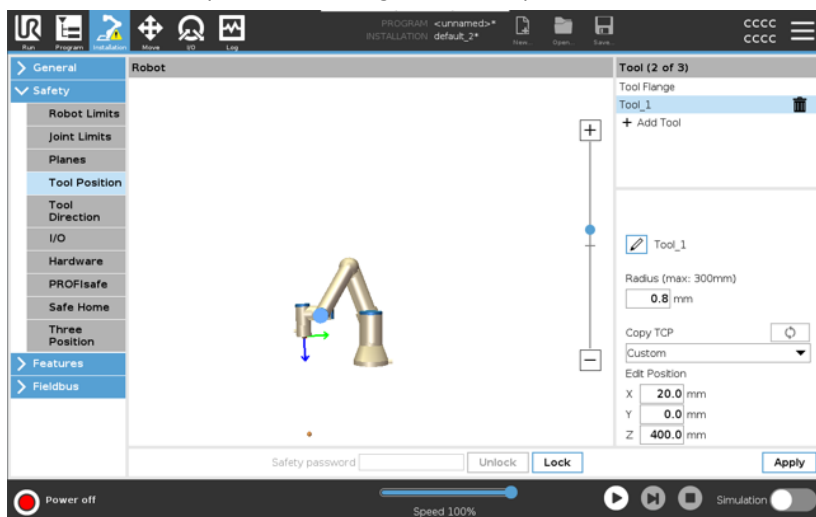 UR
PROGRAM <unnamed>*
INSTALLATION default_2*
Run
Program
Installation
Move
I/O
Log
New...
Open...
Save...
CCCC
CCCC
General
Safety
Robot Limits
Joint Limits
Planes
Tool Position
Tool
Direction
I/O
Hardware
PROFIsafe
Safe Home
Three
Position
Features
Fieldbus
Robot
Safety password
Unlock
Lock
Tool (2 of 3)
Tool Flange
Tool_1
+ Add Tool
Tool_1
Radius (max: 300mm)
0.8 mm
Copy TCP
Custom
Edit Position
X 20.0 mm
Y 0.0 mm
Z 400.0 mm
Apply
Power off
Speed 100%
Simulation